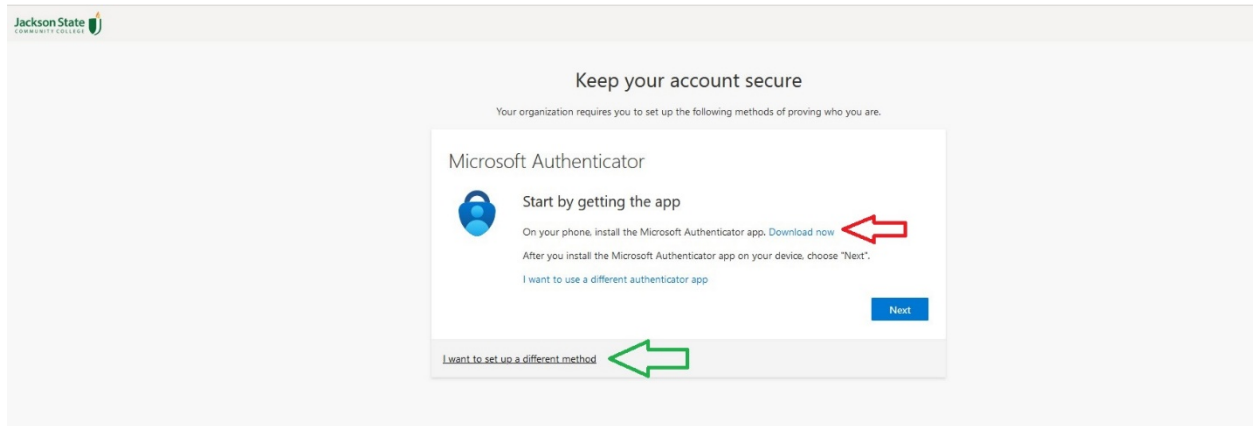 Jackson State
COMMUNITY COLLEGE
Keep your account secure
Your organization requires you to set up the following methods of proving who you are.
Microsoft Authenticator
Start by getting the app
On your phone, install the Microsoft Authenticator app. Download now
After you install the Microsoft Authenticator app on your device, choose "Next".
I want to use a different authenticator app
Next
I want to set up a different method